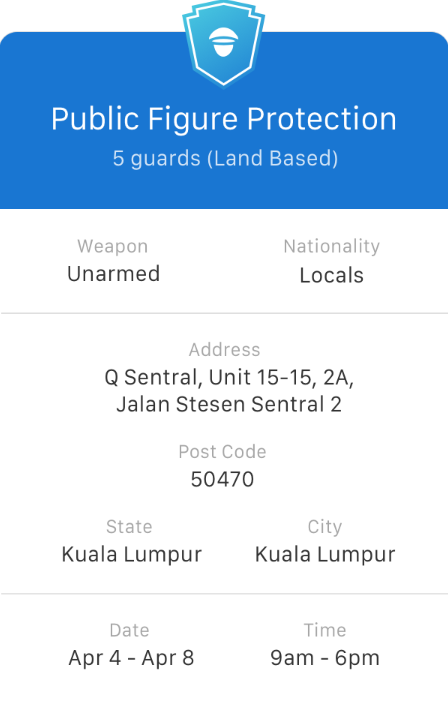 Public Figure Protection
5 guards (Land Based)
Weapon
Nationality
Unarmed
Locals
Address
Q Sentral, Unit 15-15, 2A,
Jalan Stesen Sentral 2
Post Code
50470
State
City
Kuala Lumpur
Kuala Lumpur
Date
Time
Apr 4 - Apr 8
9am - 6pm